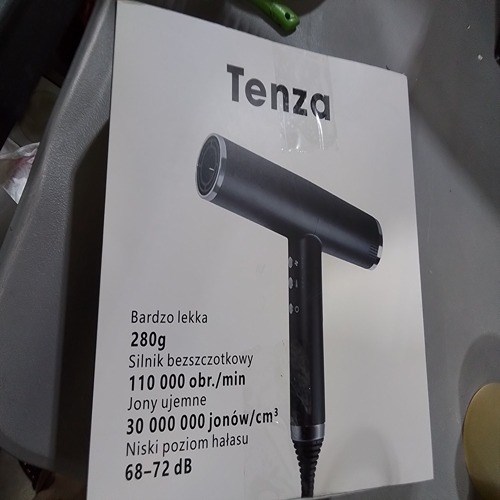 Tenza
Bardzo lekka
280g
Silnik bezszczotkowy
110 000 obr./min
Jony ujemne
30 000 000 jonów/cm³
Niski poziom hałasu
68–72 dB